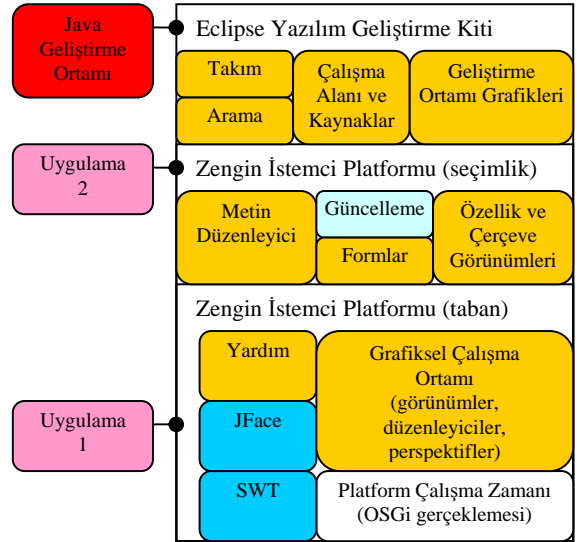 Java
Geliştirme
Ortamı
Eclipse Yazılım Geliştirme Kiti
Takım
Arama
Çalışma
Alanı ve
Kaynaklar
Geliştirme
Ortamı Grafikleri
Uygulama
2
Zengin İstemci Platformu (seçimlik)
Metin
Düzenleyici
Güncelleme
Formlar
Özellik ve
Çerçeve
Görünümleri
Zengin İstemci Platformu (taban)
Yardım
Grafiksel Çalışma
Ortamı
(görünümler,
düzenleyiciler,
perspektifler)
Uygulama
1
JFace
SWT
Platform Çalışma Zamanı
(OSGi gerçeklemesi)